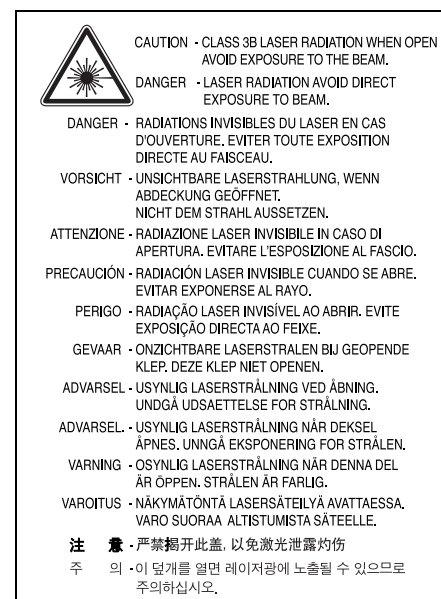 CAUTION - CLASS 3B LASER RADIATION WHEN OPEN
AVOID EXPOSURE TO THE BEAM.
DANGER - LASER RADIATION AVOID DIRECT
EXPOSURE TO BEAM.
DANGER - RADIATIONS INVISIBLES DU LASER EN CAS
D'OUVERTURE. EVITER TOUTE EXPOSITION
DIRECTE AU FAISCEAU.
VORSICHT - UNSICHTBARE LASERSTRAHLUNG, WENN
ABDECKUNG GEÖFFNET.
NICHT DEM STRAHL AUSSETZEN.
ATTENZIONE - RADIAZIONE LASER INVISIBILE IN CASO DI
APERTURA. EVITARE L'ESPOSIZIONE AL FASCIO.
PRECAUCIÓN - RADIACIÓN LASER INVISIBLE CUANDO SE ABRE.
EVITAR EXPONERSE AL RAYO.
PERIGO - RADIAÇÃO LASER INVISÍVEL AO ABRIR. EVITE
EXPOSIÇÃO DIRECTA AO FEIXE.
GEVAAR - ONZICHTBARE LASERSTRALEN BIJ GEOPENDE
KLEP. DEZE KLEP NIET OPENEN.
ADVARSEL - USYNLIG LASERSTRÅLNING VED ÅBNING.
UNDGÅ UDSAETTELSE FOR STRÅLNING.
ADVARSEL. - USYNLIG LASERSTRÅLNING NÅR DEKSEL
ÅPNES. UNNGÅ EKSPONERING FOR STRÅLEN.
VARNING - OSYNLIG LASERSTRÅLNING NÄR DENNA DEL
ÄR ÖPPEN. STRÅLEN ÄR FARLIG.
VAROITUS - NÄKYMÄTÖNTÄ LASERSÄTEILYÄ AVATTAESSA.
VARO SUORAA ALTISTUMISTA SÄTEELLE.
注 意 - 严禁揭开此盖, 以免激光泄露灼伤
주 의 - 이 덮개를 열면 레이저광에 노출될 수 있으므로
주의하십시오.